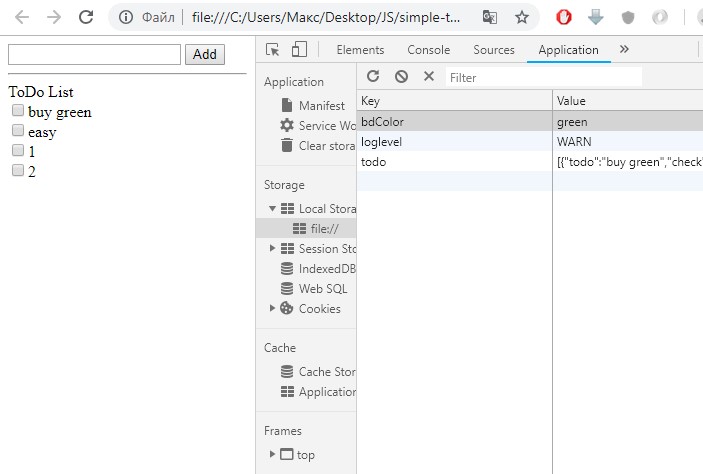 Файл | file:///C:/Users/Макс/Desktop/JS/simple-t...
Add
ToDo List
buy green
easy
1
2
Elements Console Sources Application »
Application
Manifest
Service Wo
Clear stora
Storage
Local Stora
file://
Session Sto
IndexedDB
Web SQL
Cookies
Cache
Cache Stor
Application
Frames
top
Filter
Key Value
bdColor green
loglevel WARN
todo [{"todo":"buy green","check"